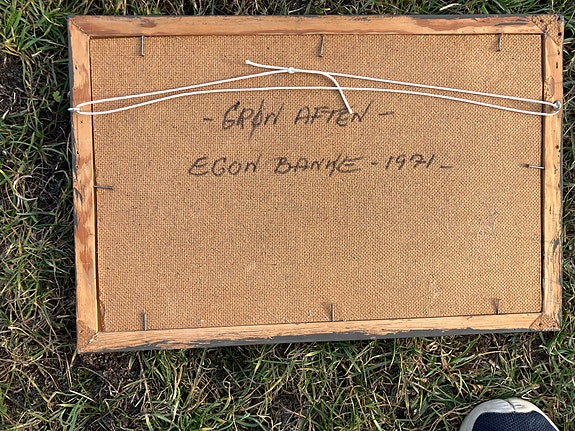 - GRØN AFTEN -
EGON BANKE - 1971 -